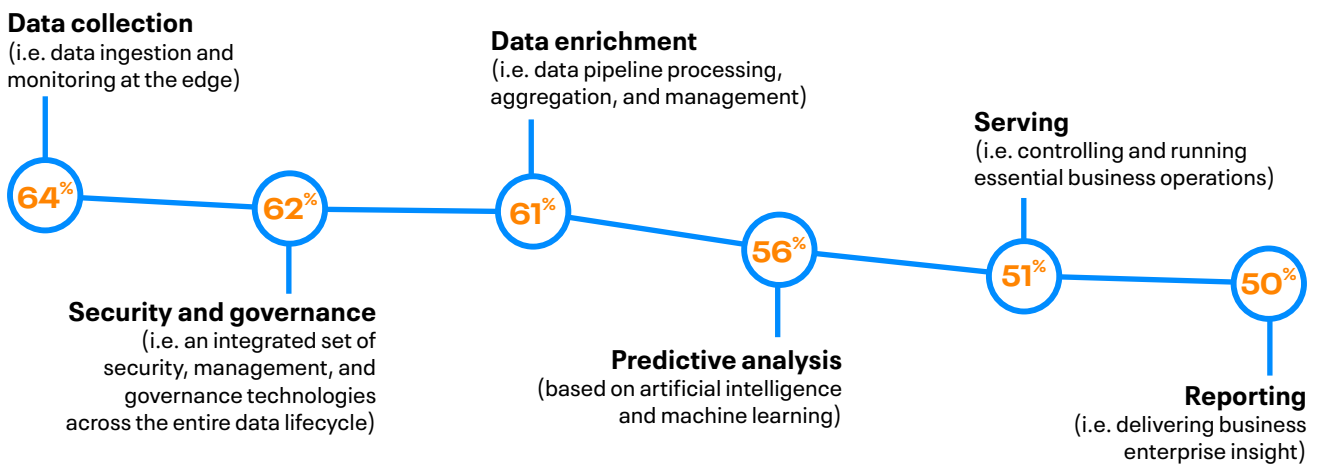 Data collection
(i.e. data ingestion and
monitoring at the edge)
64%
Security and governance
(i.e. an integrated set of
security, management, and
governance technologies
across the entire data lifecycle)
62%
Data enrichment
(i.e. data pipeline processing,
aggregation, and management)
61%
Predictive analysis
(based on artificial intelligence
and machine learning)
56%
Serving
(i.e. controlling and running
essential business operations)
51%
Reporting
(i.e. delivering business
enterprise insight)
50%